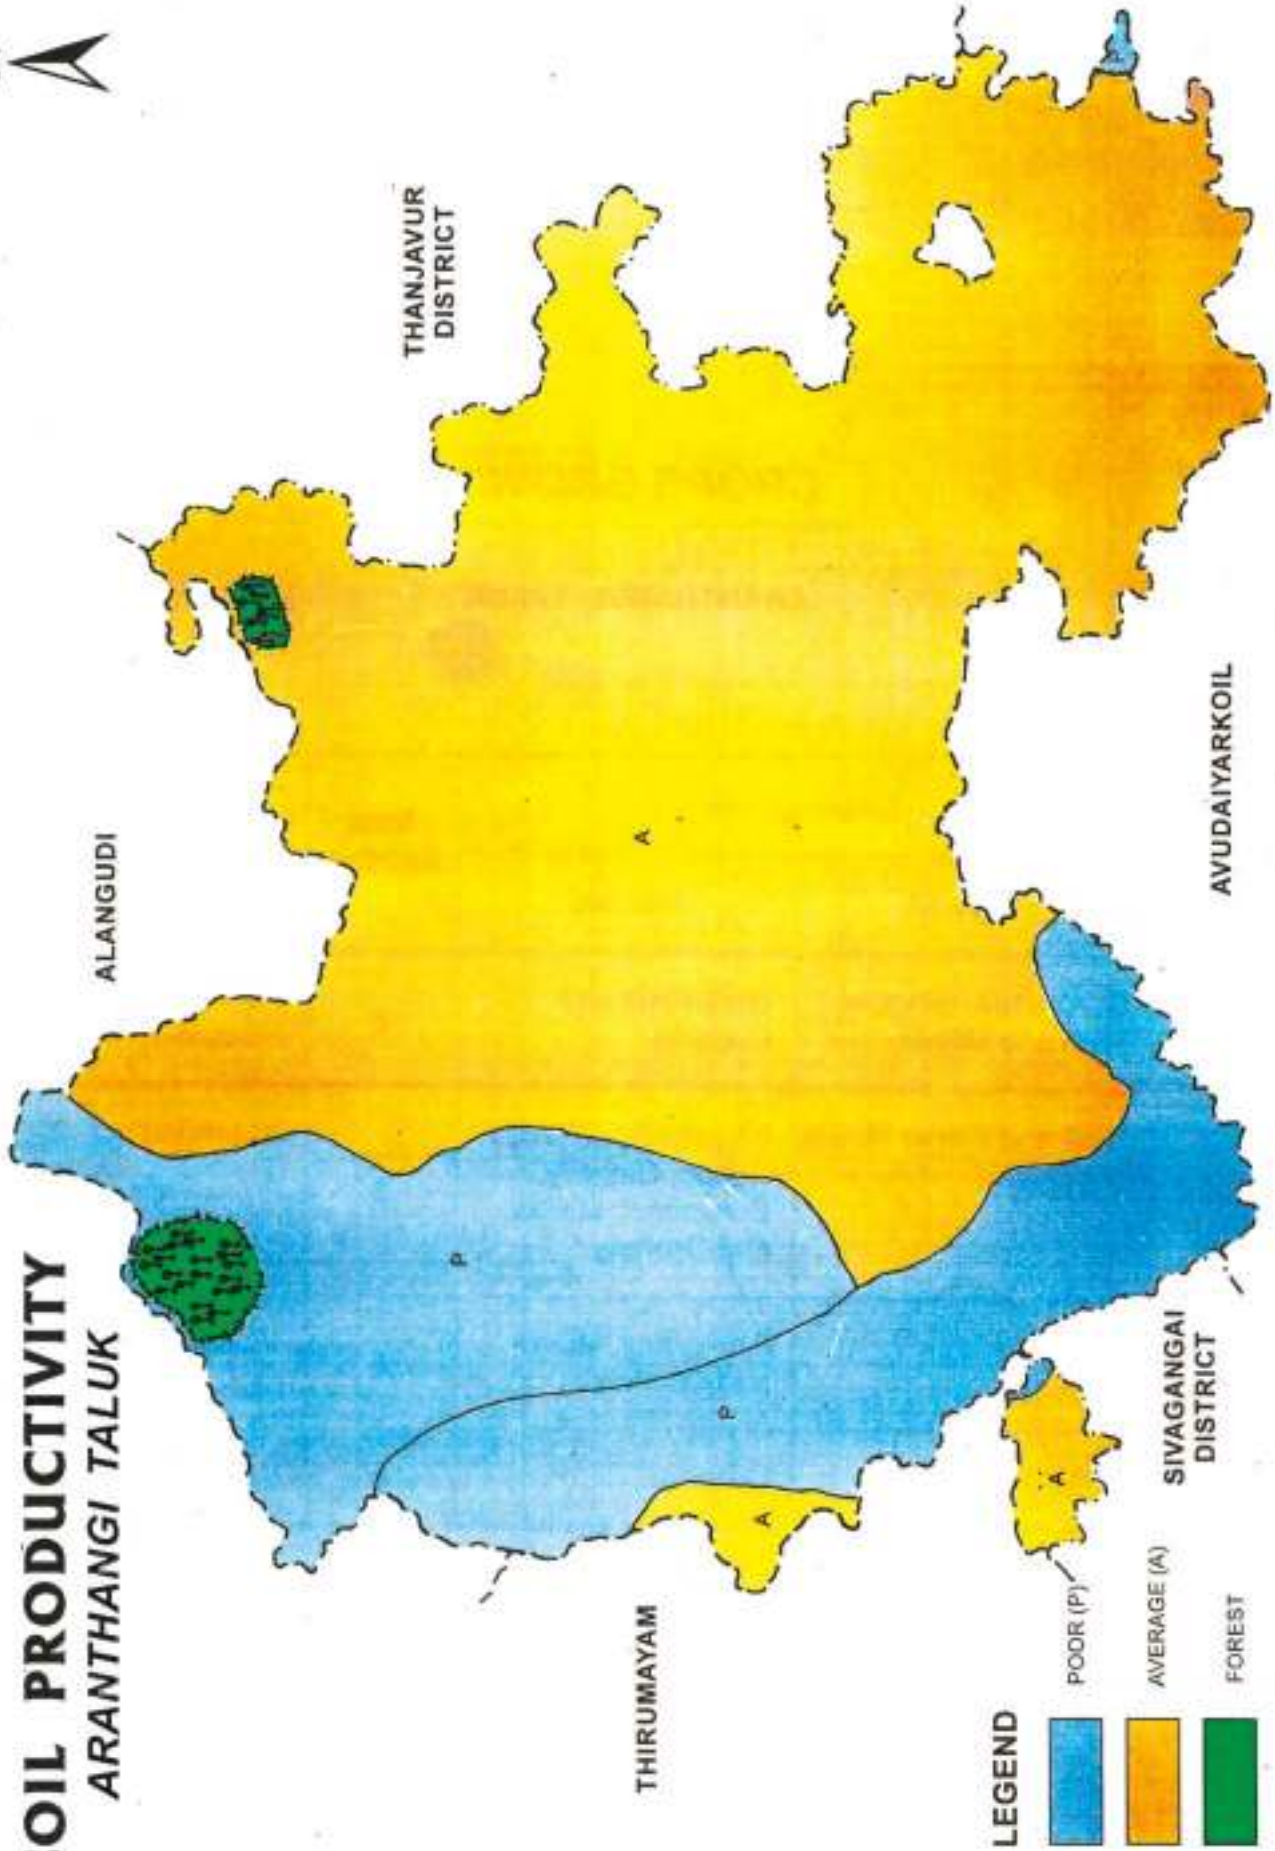 OIL PRODUCTIVITY
ARANTHANGI TALUK
ALANGUDI
THANJAVUR
DISTRICT
THIRUMAYAM
AVUDAIYARKOIL
SIVAGANGAI
DISTRICT
A
P
P
A
A
P
LEGEND
POOR (P)
AVERAGE (A)
FOREST